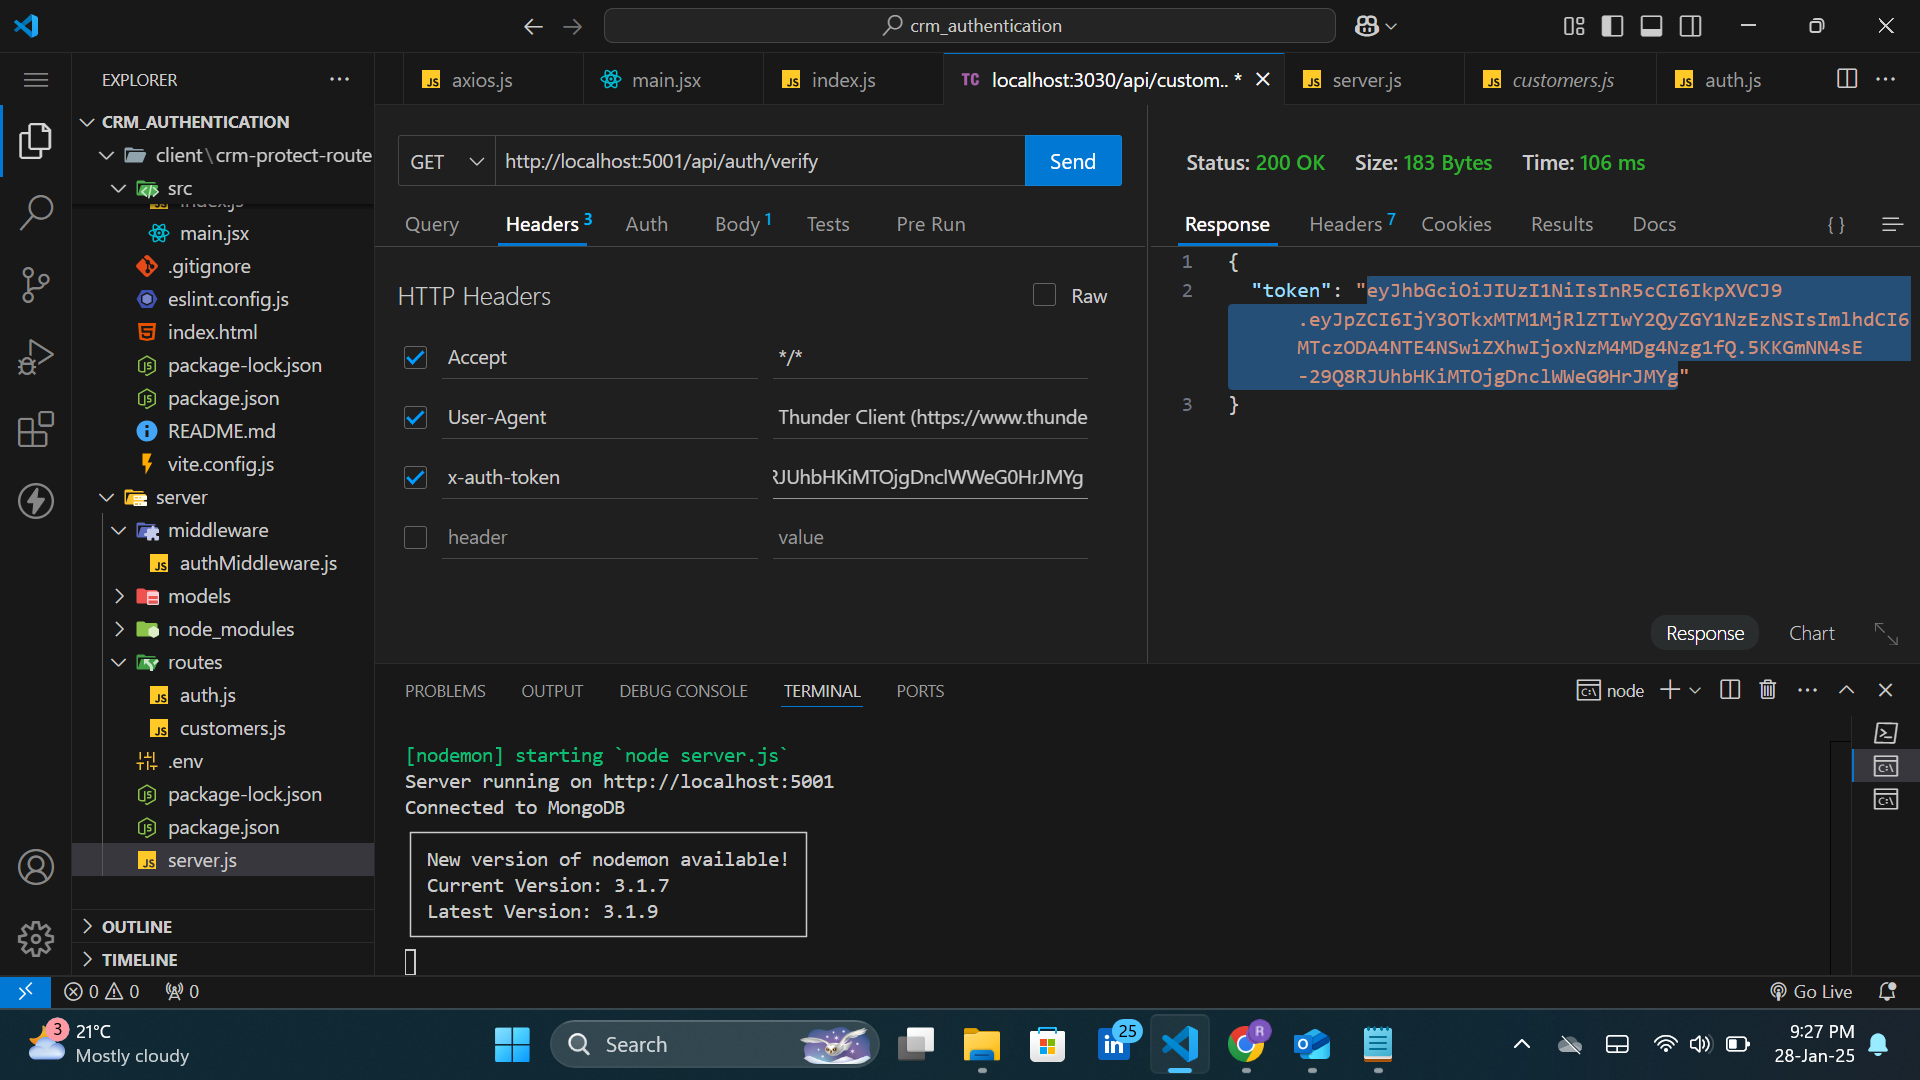 crm_authentication
EXPLORER
axios.js
main.jsx
index.js
TC localhost:3030/api/custom.. *
server.js
customers.js
auth.js
CRM_AUTHENTICATION
client\crm-protect-route
src
index.js
main.jsx
.gitignore
eslint.config.js
index.html
package-lock.json
package.json
README.md
vite.config.js
server
middleware
authMiddleware.js
models
node_modules
routes
auth.js
customers.js
.env
package-lock.json
package.json
server.js
OUTLINE
TIMELINE
GET http://localhost:5001/api/auth/verify Send
Query Headers 3 Auth Body 1 Tests Pre Run
HTTP Headers Raw
Accept */*
User-Agent Thunder Client (https://www.thunde
x-auth-token RJUhbHKiMTOjgDnclWWeG0HrJMYg
header value
Status: 200 OK Size: 183 Bytes Time: 106 ms
Response Headers 7 Cookies Results Docs { }
1 {
2 "token": "eyJhbGciOiJIUzI1NiIsInR5cCI6IkpXVCJ9
.eyJpZCI6IjY3OTkxMTM1MjRlZTIwY2QyZGY1NzEzNSIsImlhdCI6
MTczODA4NTE4NSwiZXhwIjoxNzM4MDg4Nzg1fQ.5KKGmNN4sE
-29Q8RJUhbHKiMTOjgDnclWWeG0HrJMYg"
3 }
Response Chart
PROBLEMS OUTPUT DEBUG CONSOLE TERMINAL PORTS
node
[nodemon] starting `node server.js`
Server running on http://localhost:5001
Connected to MongoDB
New version of nodemon available!
Current Version: 3.1.7
Latest Version: 3.1.9
0 0 0
Go Live
3
21°C
Mostly cloudy
Search
25
R
9:27 PM
28-Jan-25